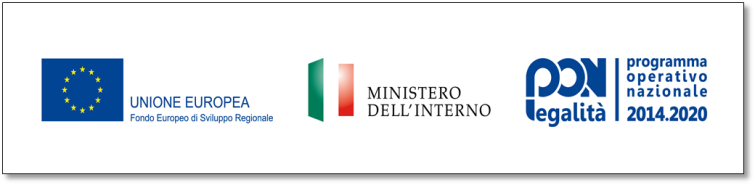 UNIONE EUROPEA
Fondo Europeo di Sviluppo Regionale
MINISTERO
DELL'INTERNO
PON
legalità
programma
operativo
nazionale
2014.2020